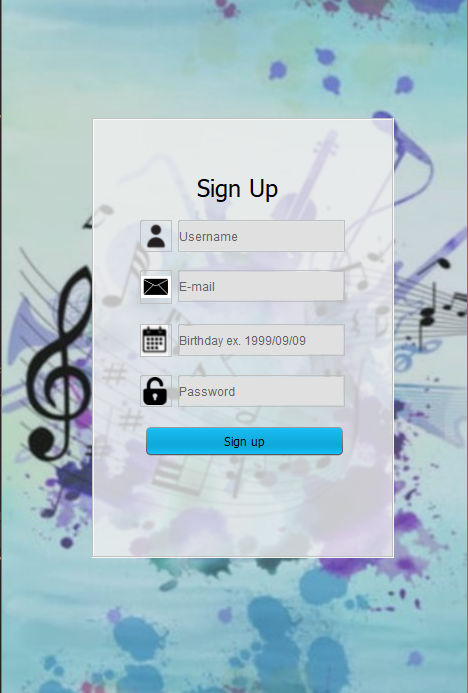 Sign Up
Username
E-mail
Birthday ex. 1999/09/09
Password
Sign up